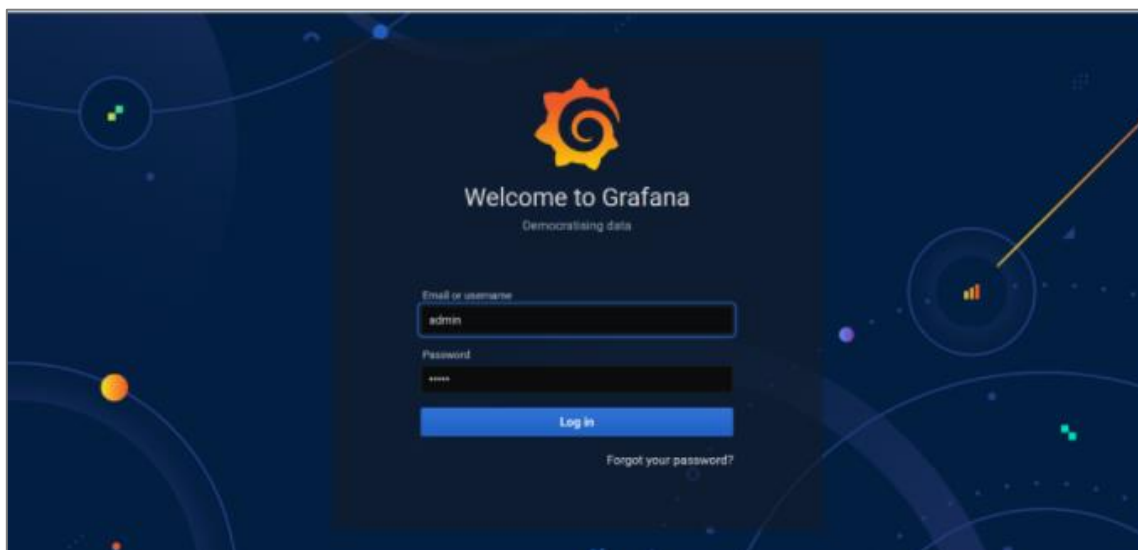 Welcome to Grafana
Democratising data
Email or username
admin
Password
•••••
Log in
Forgot your password?